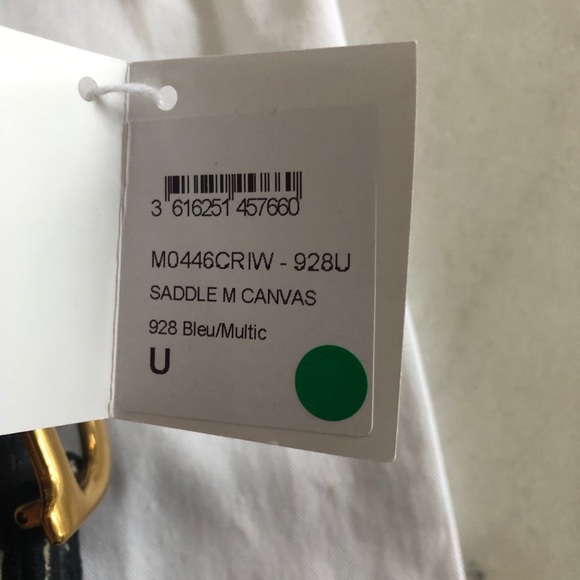 3 616251 457660
M0446CRIW - 928U
SADDLE M CANVAS
928 Bleu/Multic
U